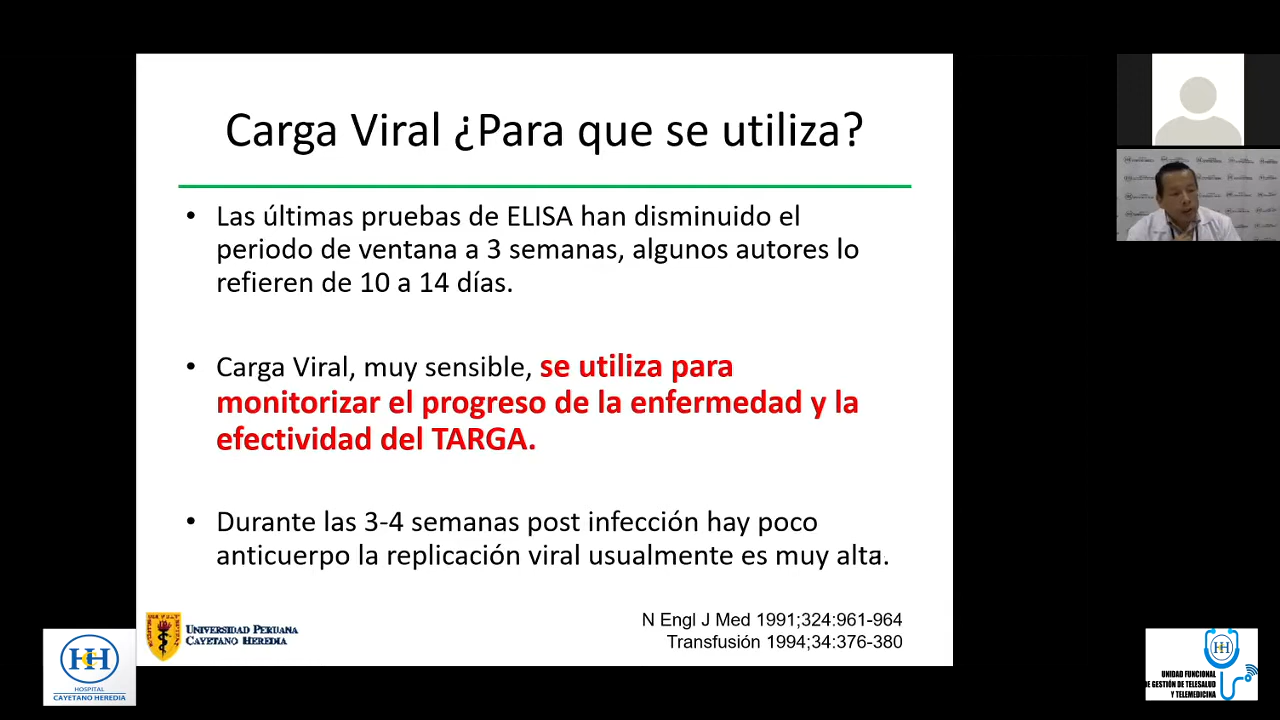 Carga Viral ¿Para que se utiliza?
• Las últimas pruebas de ELISA han disminuido el
periodo de ventana a 3 semanas, algunos autores lo
refieren de 10 a 14 días.
• Carga Viral, muy sensible, se utiliza para
monitorizar el progreso de la enfermedad y la
efectividad del TARGA.
• Durante las 3-4 semanas post infección hay poco
anticuerpo la replicación viral usualmente es muy alta.
N Engl J Med 1991;324:961-964
Transfusión 1994;34:376-380
UNIVERSIDAD PERUANA
CAYETANO HEREDIA
HCH
HOSPITAL
CAYETANO HEREDIA
HCH
UNIDAD FUNCIONAL
DE GESTIÓN DE TELESALUD
Y TELEMEDICINA